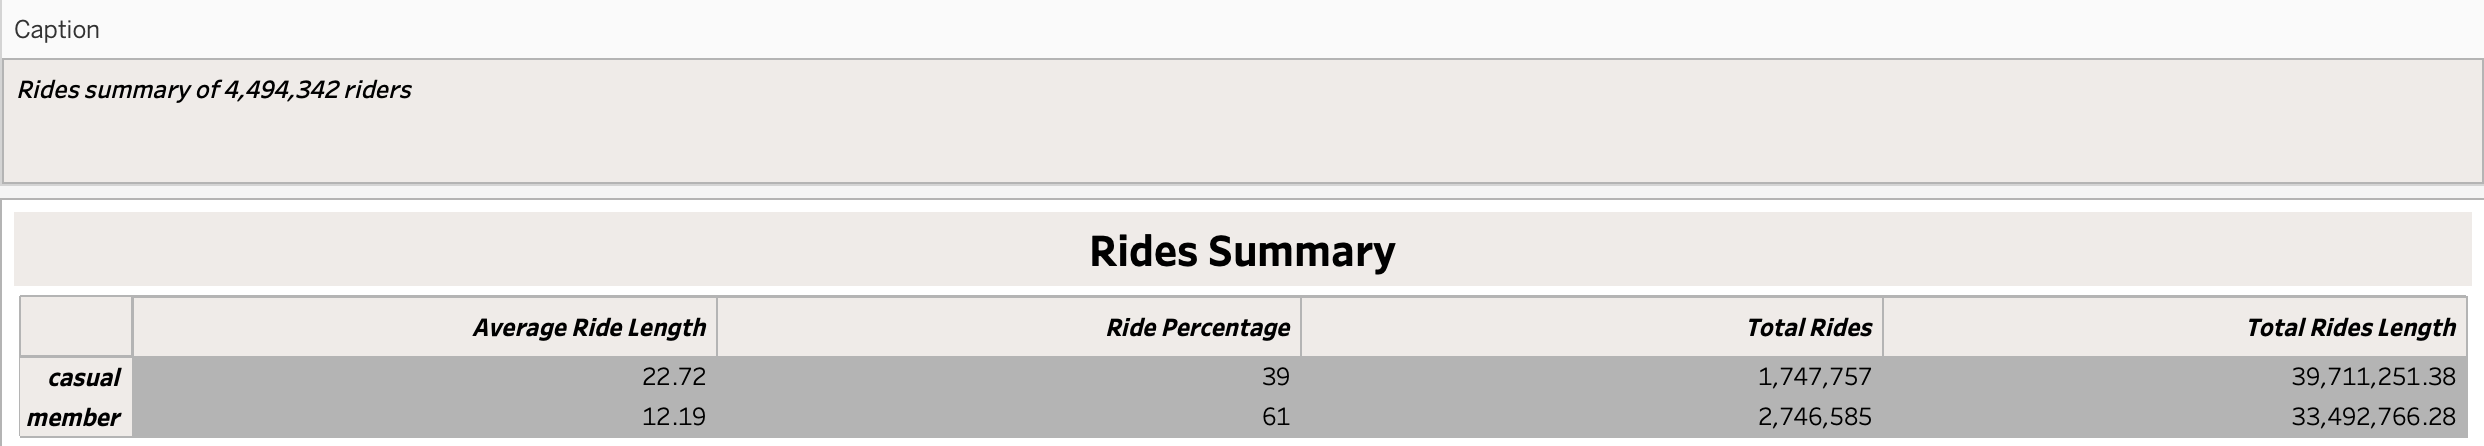 Caption
Rides summary of 4,494,342 riders
Rides Summary
Average Ride Length Ride Percentage Total Rides Total Rides Length
casual 22.72 39 1,747,757 39,711,251.38
member 12.19 61 2,746,585 33,492,766.28